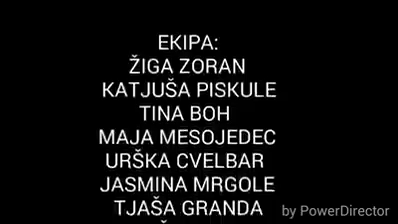 EKIPA:
ŽIGA ZORAN
KATJUŠA PISKULE
TINA BOH
MAJA MESOJEDEC
URŠKA CVELBAR
JASMINA MRGOLE
TJAŠA GRANDA
by PowerDirector